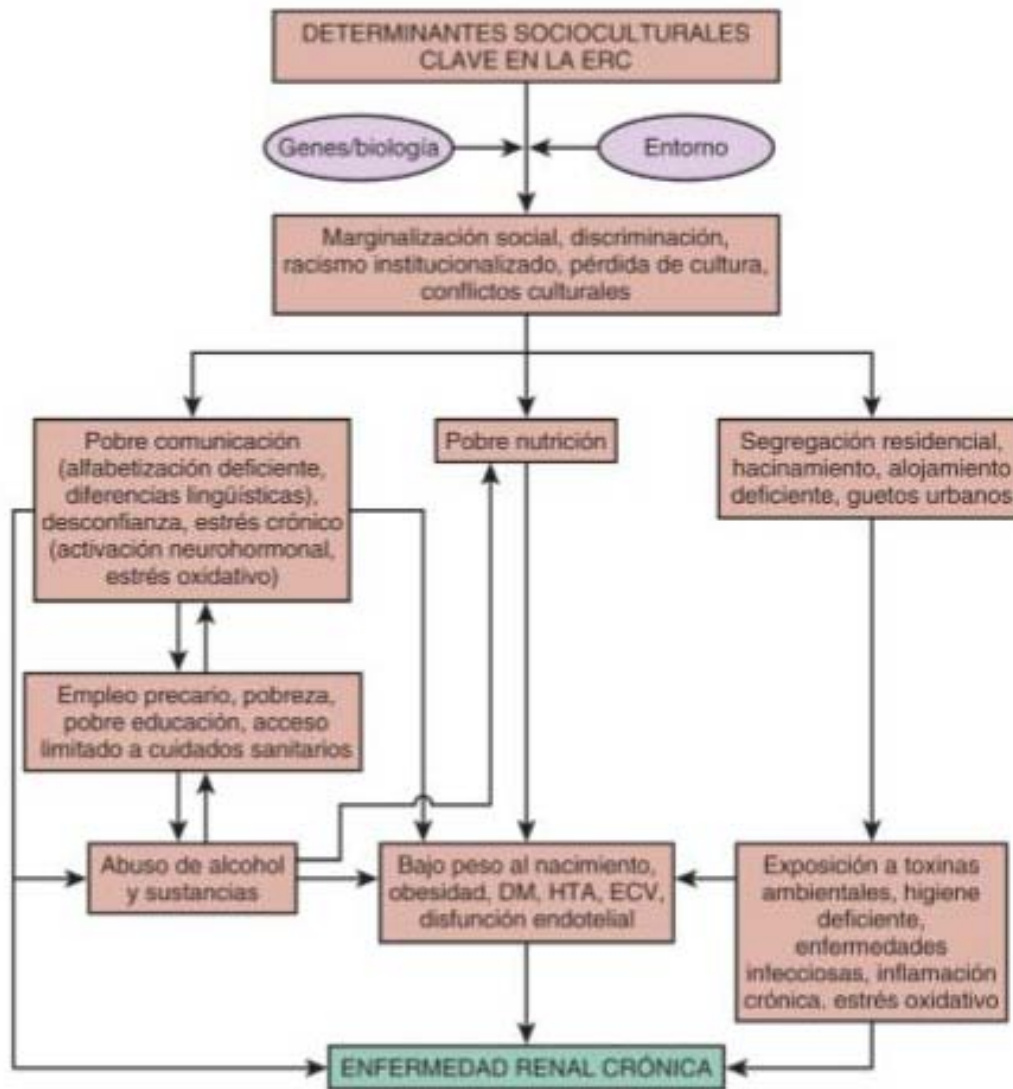 DETERMINANTES SOCIOCULTURALES
CLAVE EN LA ERC
Genes/biología
Entorno
Marginalización social, discriminación,
racismo institucionalizado, pérdida de cultura,
conflictos culturales
Pobre comunicación
(alfabetización deficiente,
diferencias lingüísticas),
desconfianza, estrés crónico
(activación neurohormonal,
estrés oxidativo)
Pobre nutrición
Segregación residencial,
hacinamiento, alojamiento
deficiente, guetos urbanos
Empleo precario, pobreza,
pobre educación, acceso
limitado a cuidados sanitarios
Abuso de alcohol
y sustancias
Bajo peso al nacimiento,
obesidad, DM, HTA, ECV,
disfunción endotelial
Exposición a toxinas
ambientales, higiene
deficiente,
enfermedades
infecciosas, inflamación
crónica, estrés oxidativo
ENFERMEDAD RENAL CRÓNICA